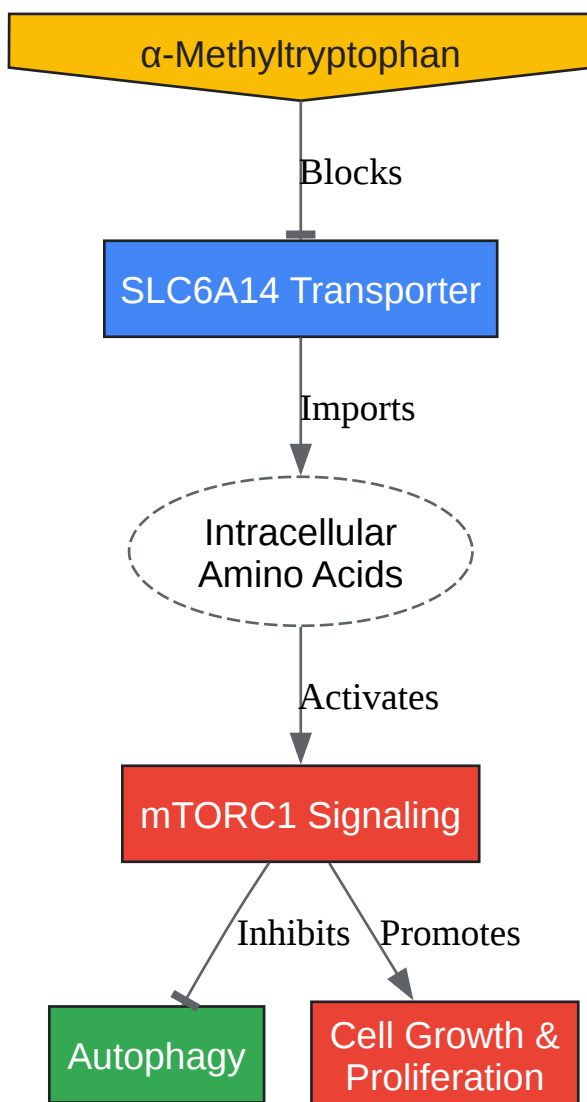 α-Methyltryptophan
Blocks
SLC6A14 Transporter
Imports
Intracellular
Amino Acids
Activates
mTORC1 Signaling
Inhibits
Promotes
Autophagy
Cell Growth &
Proliferation